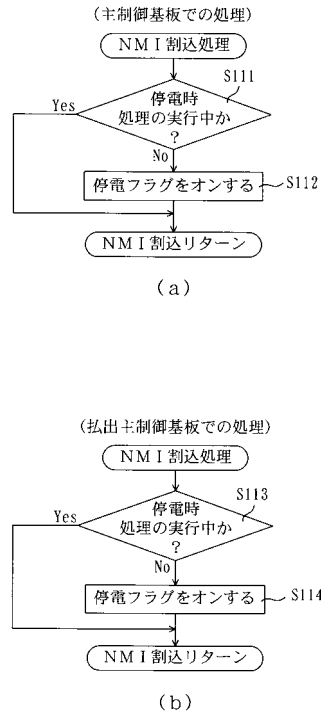 (主制御基板での処理)
NMI割込処理
S111
停電時
処理の実行中か
?
Yes
No
停電フラグをオンする
S112
NMI割込リターン
(a)
(払出主制御基板での処理)
NMI割込処理
S113
停電時
処理の実行中か
?
Yes
No
停電フラグをオンする
S114
NMI割込リターン
(b)